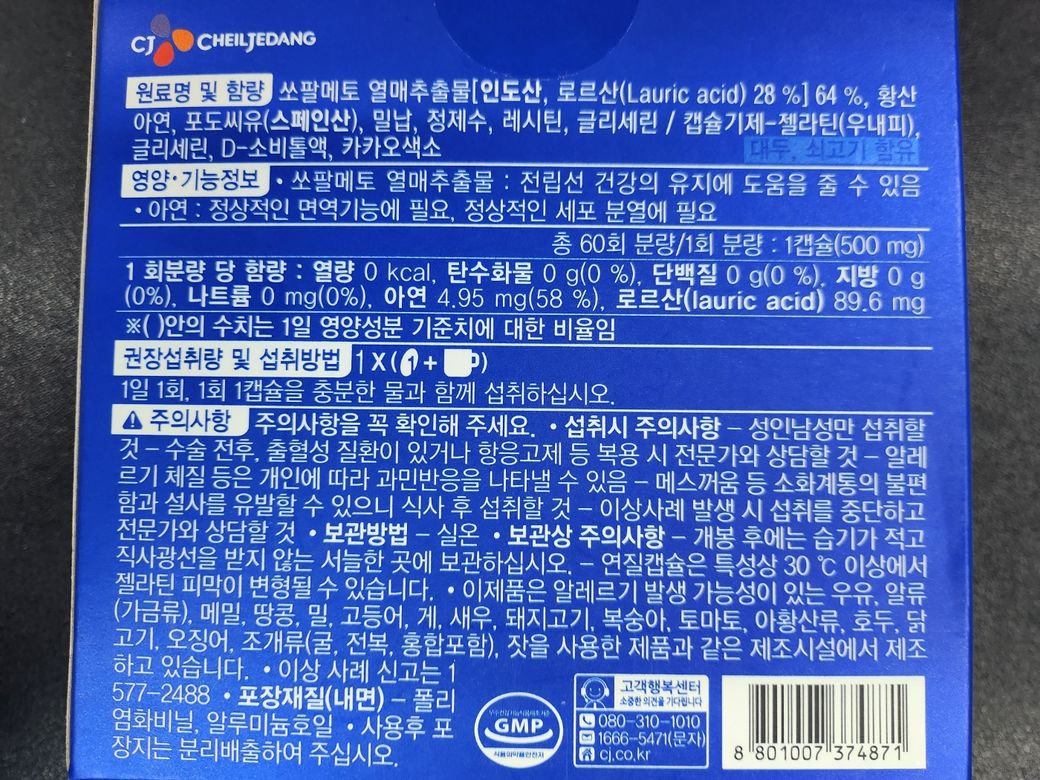 CJ CHEILJEDANG
원료명 및 함량 쏘팔메토 열매추출물[인도산, 로르산(Lauric acid) 28 %] 64 %, 황산
아연, 포도씨유(스페인산), 밀납, 정제수, 레시틴, 글리세린 / 캡슐기제-젤라틴(우내피),
글리세린, D-소비톨액, 카카오색소 대두, 쇠고기 함유
영양·기능정보 • 쏘팔메토 열매추출물 : 전립선 건강의 유지에 도움을 줄 수 있음
• 아연 : 정상적인 면역기능에 필요, 정상적인 세포 분열에 필요
총 60회 분량/1회 분량 : 1캡슐(500 mg)
1 회분량 당 함량 : 열량 0 kcal, 탄수화물 0 g(0 %), 단백질 0 g(0 %), 지방 0 g
(0%), 나트륨 0 mg(0%), 아연 4.95 mg(58 %), 로르산(lauric acid) 89.6 mg
※( )안의 수치는 1일 영양성분 기준치에 대한 비율임
권장섭취량 및 섭취방법 1 X (1 + )
1일 1회, 1회 1캡슐을 충분한 물과 함께 섭취하십시오.
주의사항 주의사항을 꼭 확인해 주세요. • 섭취시 주의사항 – 성인남성만 섭취할
것 – 수술 전후, 출혈성 질환이 있거나 항응고제 등 복용 시 전문가와 상담할 것 – 알레
르기 체질 등은 개인에 따라 과민반응을 나타낼 수 있음 – 메스꺼움 등 소화계통의 불편
함과 설사를 유발할 수 있으니 식사 후 섭취할 것 – 이상사례 발생 시 섭취를 중단하고
전문가와 상담할 것 • 보관방법 – 실온 • 보관상 주의사항 – 개봉 후에는 습기가 적고
직사광선을 받지 않는 서늘한 곳에 보관하십시오. – 연질캡슐은 특성상 30 ℃ 이상에서
젤라틴 피막이 변형될 수 있습니다. • 이제품은 알레르기 발생 가능성이 있는 우유, 알류
(가금류), 메밀, 땅콩, 밀, 고등어, 게, 새우, 돼지고기, 복숭아, 토마토, 아황산류, 호두, 닭
고기, 오징어, 조개류(굴, 전복, 홍합포함), 잣을 사용한 제품과 같은 제조시설에서 제조
하고 있습니다. • 이상 사례 신고는 1
577-2488 • 포장재질(내면) – 폴리
염화비닐, 알루미늄호일 • 사용후 포
장지는 분리배출하여 주십시오.
우수건강기능식품제조기준
GMP
식품의약품안전처
고객행복센터
소중한 의견을 기다립니다
080-310-1010
1666-5471(문자)
cj.co.kr
8 801007 374871